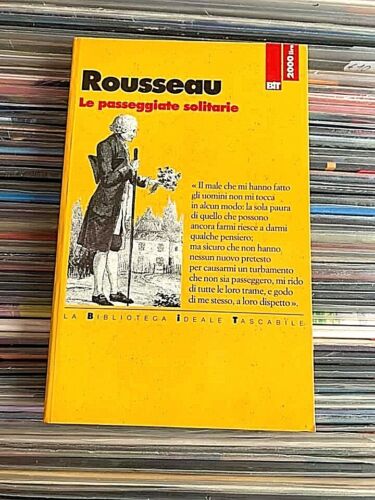 Rousseau
Le passeggiate solitarie
BIT
2000 lire
« Il male che mi hanno fatto
gli uomini non mi tocca
in alcun modo: la sola paura
di quello che possono
ancora farmi riesce a darmi
qualche pensiero;
ma sicuro che non hanno
nessun nuovo pretesto
per causarmi un turbamento
che non sia passeggero, mi rido
di tutte le loro trame, e godo
di me stesso, a loro dispetto».
LA BIBLIOTECA IDEALE TASCABILE